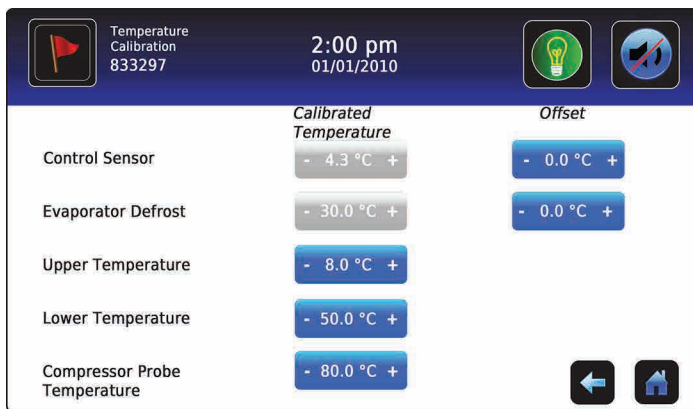 Temperature
Calibration
833297
2:00 pm
01/01/2010
Calibrated
Temperature
Offset
Control Sensor
- 4.3 °C +
- 0.0 °C +
Evaporator Defrost
- 30.0 °C +
- 0.0 °C +
Upper Temperature
- 8.0 °C +
Lower Temperature
- 50.0 °C +
Compressor Probe
Temperature
- 80.0 °C +